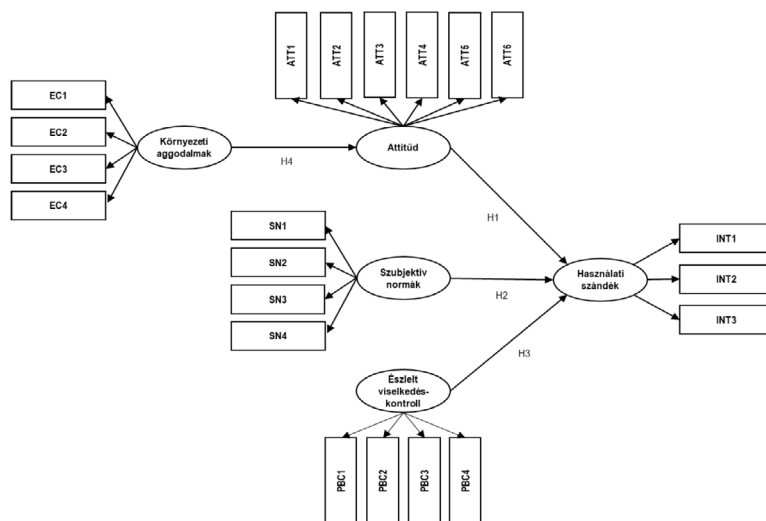 ATT1
ATT2
ATT3
ATT4
ATT5
ATT6
EC1
EC2
EC3
EC4
Környezeti
aggodalmak
H4
Attitűd
H1
SN1
SN2
SN3
SN4
Szubjektív
normák
H2
Használati
szándék
INT1
INT2
INT3
H3
Észlelt
viselkedés-
kontroll
PBC1
PBC2
PBC3
PBC4